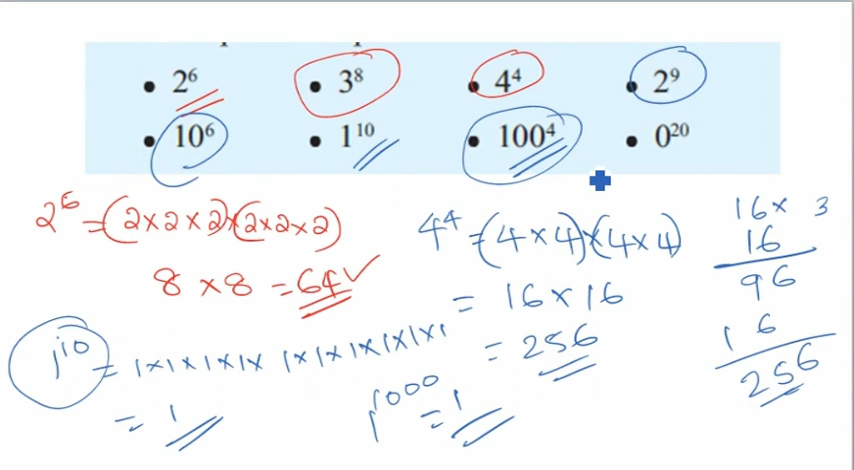 • 2⁶ • 3⁸ • 4⁴ • 2⁹
• 10⁶ • 1¹⁰ • 100⁴ • 0²⁰
2⁶ = (2×2×2)×(2×2×2)
8 × 8 = 64 ✓
4⁴ = (4×4)×(4×4)
= 16 × 16
= 256
16 × 3
16
96
16
256
1¹⁰ = 1×1×1×1× 1×1×1×1×1×1
= 1
1¹⁰⁰⁰ = 1